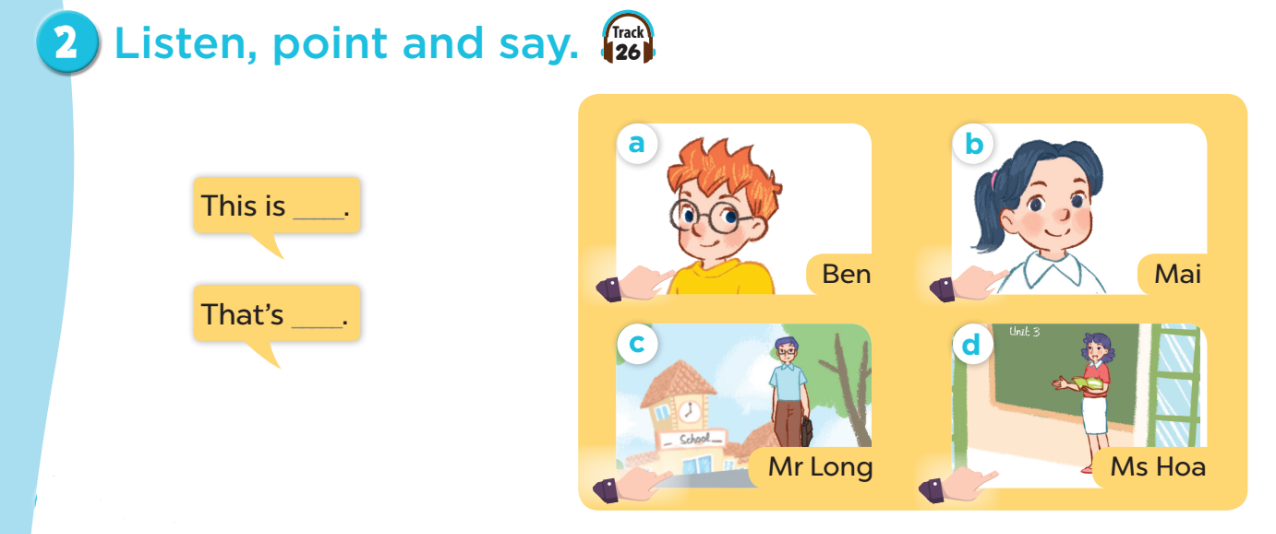 2 Listen, point and say. Track 26
This is ____.
That's ____.
a
Ben
b
Mai
c
School
Mr Long
d
Unit 3
Ms Hoa